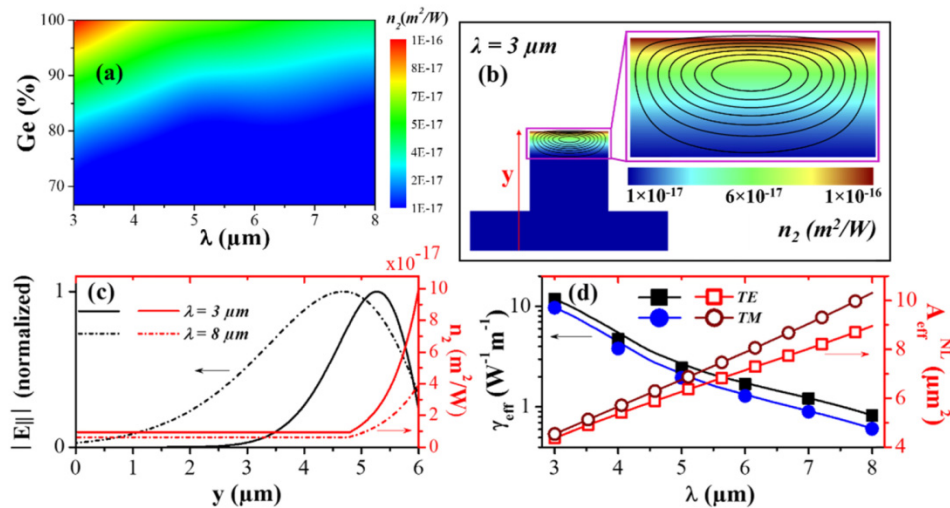 n₂(m²/W)
1E-16
9E-17
8E-17
6E-17
5E-17
4E-17
2E-17
1E-17
(a)
Ge (%)
100
90
80
70
3 4 5 6 7 8
λ (μm)
λ = 3 μm
(b)
y
1×10⁻¹⁷ 6×10⁻¹⁷ 1×10⁻¹⁶
n₂ (m²/W)
(c)
|E||| (normalized)
1
0
λ = 3 μm
λ = 8 μm
0 1 2 3 4 5 6
y (μm)
x10⁻¹⁷
10
8
6
4
2
0
n₂ (m²/W)
(d)
γeff (W⁻¹m⁻¹)
10
1
TE
TM
3 4 5 6 7 8
λ (μm)
10
8
6
4
Aeff^NL (μm²)